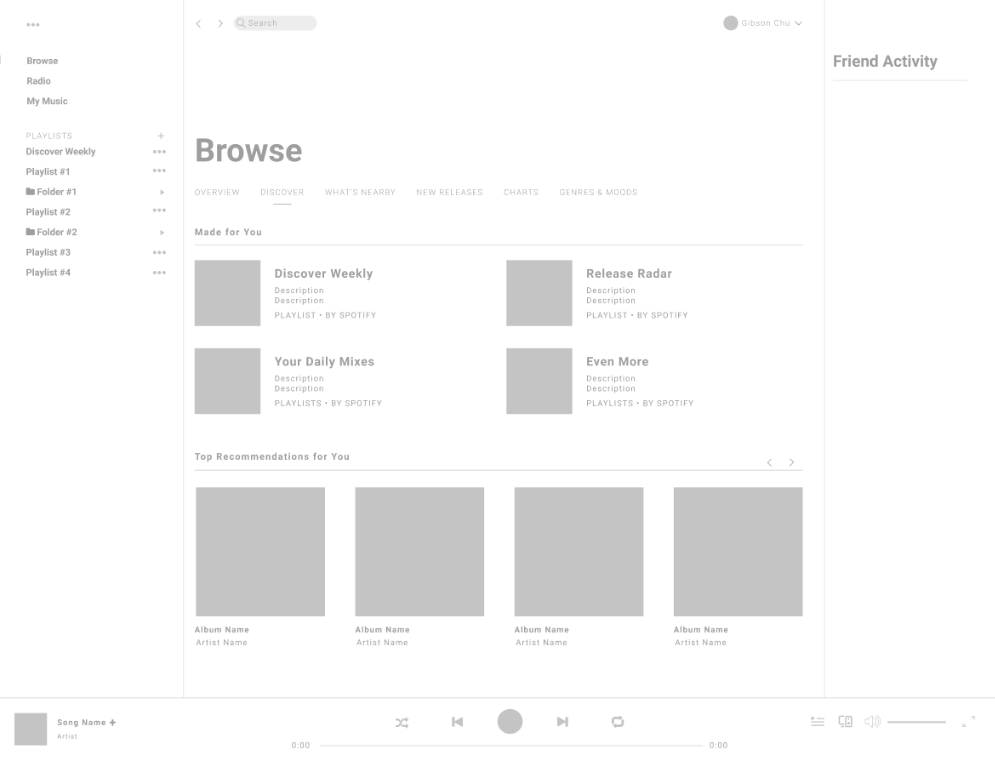 Search
Gibson Chu
Browse
Radio
My Music
PLAYLISTS
Discover Weekly
Playlist #1
Folder #1
Playlist #2
Folder #2
Playlist #3
Playlist #4
Browse
OVERVIEW DISCOVER WHAT'S NEARBY NEW RELEASES CHARTS GENRES & MOODS
Made for You
Discover Weekly
Description
Description
PLAYLIST • BY SPOTIFY
Release Radar
Description
Description
PLAYLIST • BY SPOTIFY
Your Daily Mixes
Description
Description
PLAYLISTS • BY SPOTIFY
Even More
Description
Description
PLAYLISTS • BY SPOTIFY
Top Recommendations for You
Album Name
Artist Name
Album Name
Artist Name
Album Name
Artist Name
Album Name
Artist Name
Friend Activity
Song Name
Artist
0:00
0:00